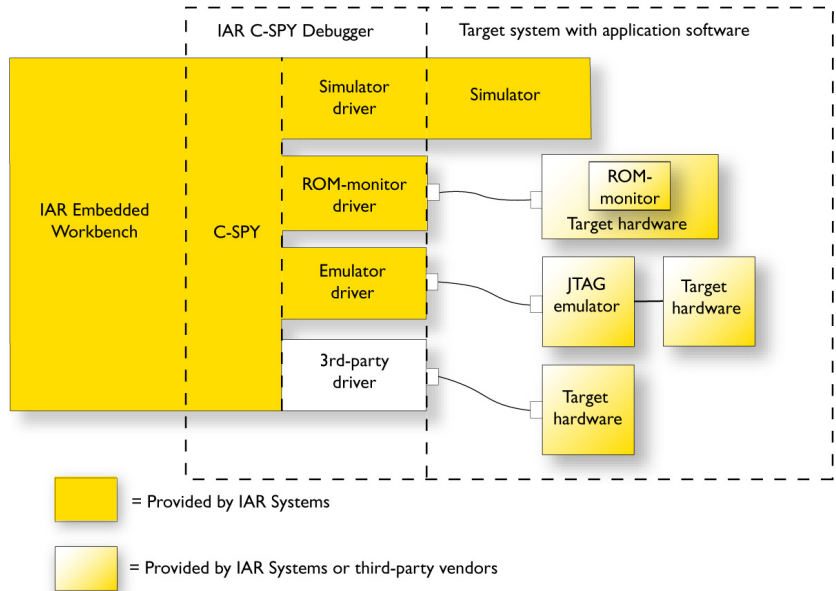 IAR C-SPY Debugger
Target system with application software
Simulator
driver
Simulator
ROM-monitor
driver
ROM-
monitor
Target hardware
IAR Embedded
Workbench
C-SPY
Emulator
driver
JTAG
emulator
Target
hardware
3rd-party
driver
Target
hardware
= Provided by IAR Systems
= Provided by IAR Systems or third-party vendors